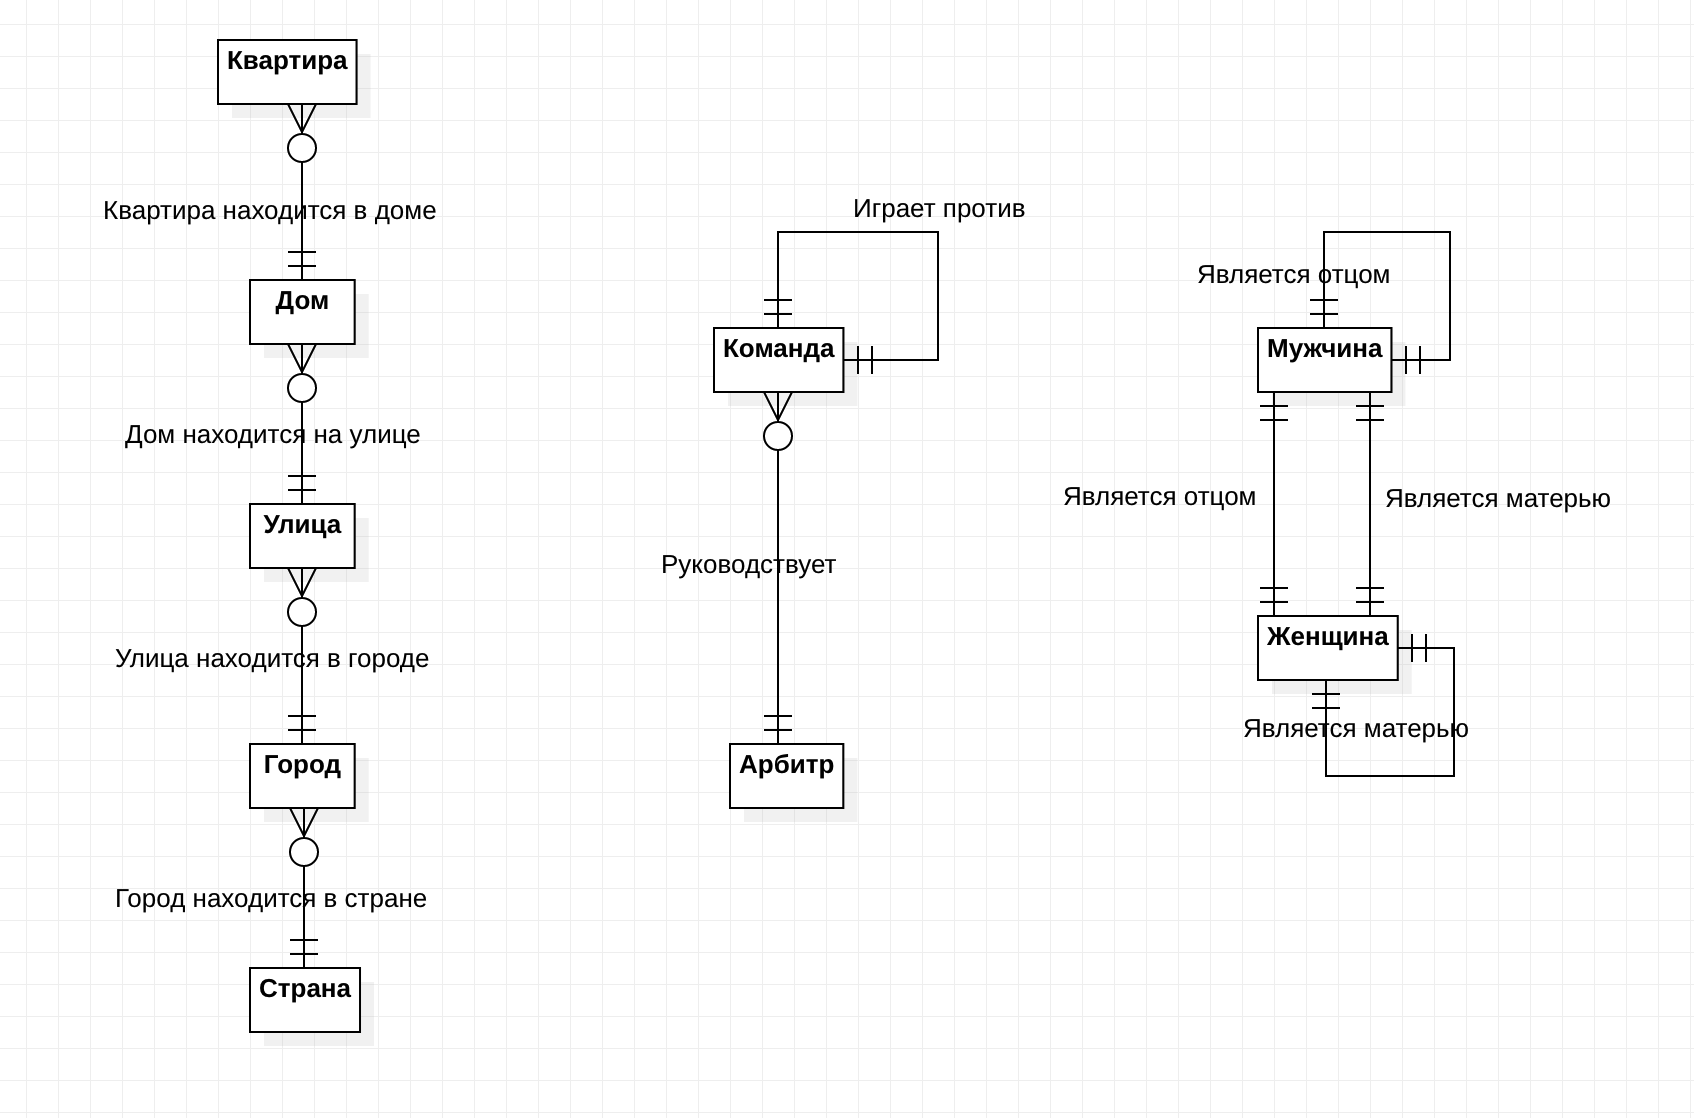 Квартира
Квартира находится в доме
Дом
Дом находится на улице
Улица
Улица находится в городе
Город
Город находится в стране
Страна
Играет против
Команда
Руководствует
Арбитр
Является отцом
Мужчина
Является отцом
Является матерью
Женщина
Является матерью